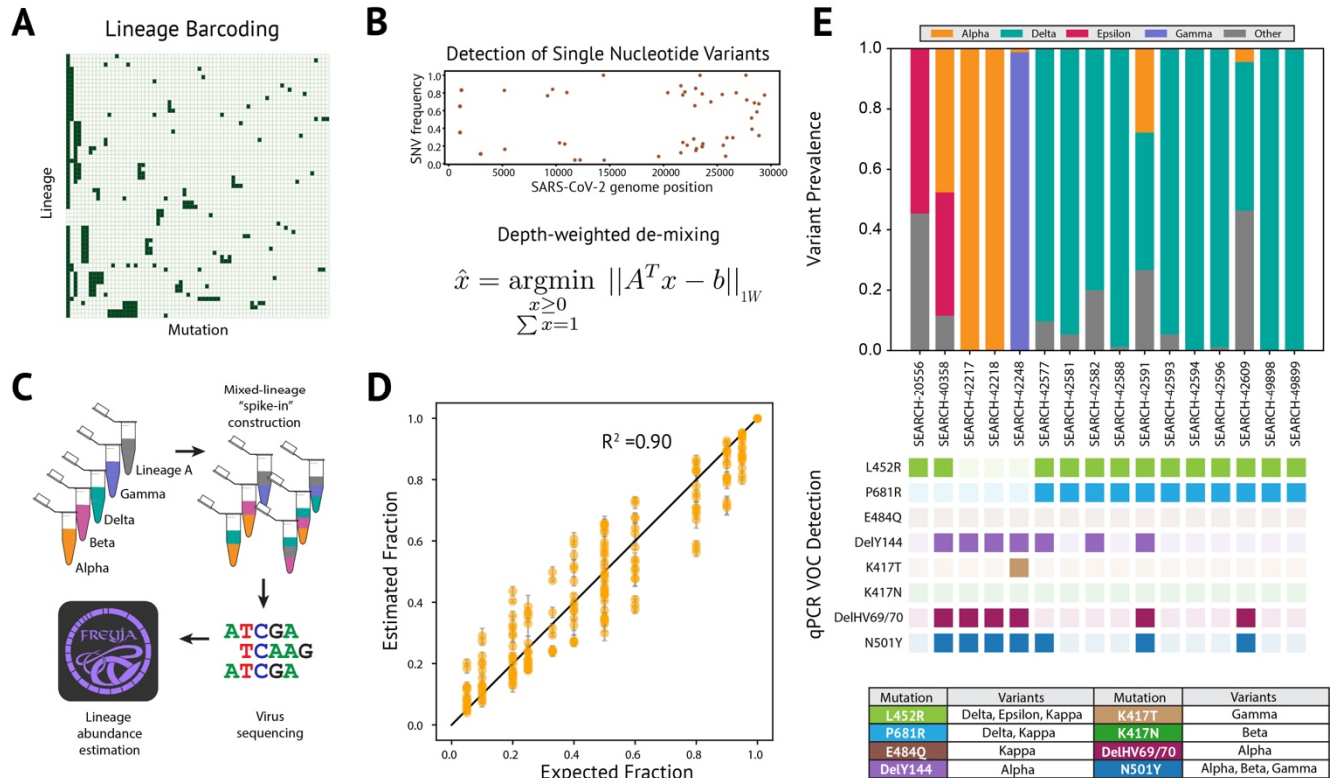 A
Lineage Barcoding
Lineage
Mutation
B
Detection of Single Nucleotide Variants
SNV frequency
1.0
0.8
0.6
0.4
0.2
0.0
0 5000 10000 15000 20000 25000 30000
SARS-CoV-2 genome position
Depth-weighted de-mixing
x̂ = argmin ||A^T x − b||_{1W}
x≥0
∑ x=1
C
Mixed-lineage
"spike-in"
construction
Lineage A
Gamma
Delta
Beta
Alpha
FREYJA
ATCGA
TCAAG
ATCGA
Lineage
abundance
estimation
Virus
sequencing
D
R² =0.90
Estimated Fraction
1.0
0.8
0.6
0.4
0.2
0.0
0.0 0.2 0.4 0.6 0.8 1.0
Expected Fraction
E
Alpha Delta Epsilon Gamma Other
Variant Prevalence
1.0
0.8
0.6
0.4
0.2
0.0
SEARCH-20556
SEARCH-40358
SEARCH-42217
SEARCH-42218
SEARCH-42248
SEARCH-42577
SEARCH-42581
SEARCH-42582
SEARCH-42588
SEARCH-42591
SEARCH-42593
SEARCH-42594
SEARCH-42596
SEARCH-42609
SEARCH-49898
SEARCH-49899
qPCR VOC Detection
L452R
P681R
E484Q
DelY144
K417T
K417N
DelHV69/70
N501Y
Mutation Variants Mutation Variants
L452R Delta, Epsilon, Kappa K417T Gamma
P681R Delta, Kappa K417N Beta
E484Q Kappa DelHV69/70 Alpha
DelY144 Alpha N501Y Alpha, Beta, Gamma